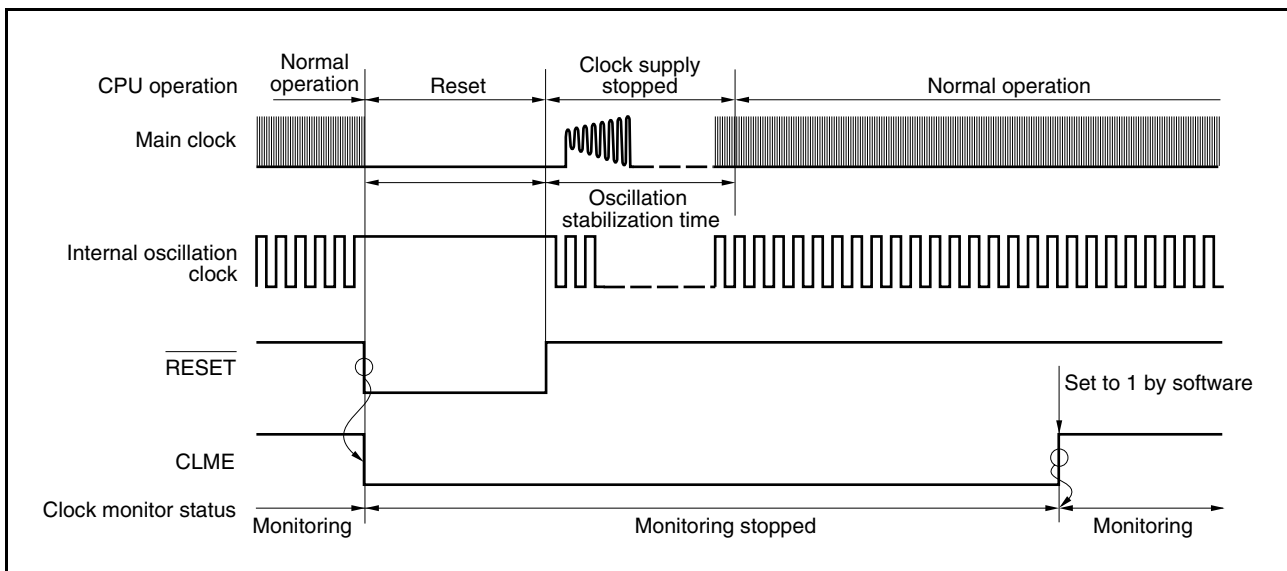 CPU operation
Normal
operation
Reset
Clock supply
stopped
Normal operation
Main clock
Oscillation
stabilization time
Internal oscillation
clock
RESET
Set to 1 by software
CLME
Clock monitor status
Monitoring
Monitoring stopped
Monitoring